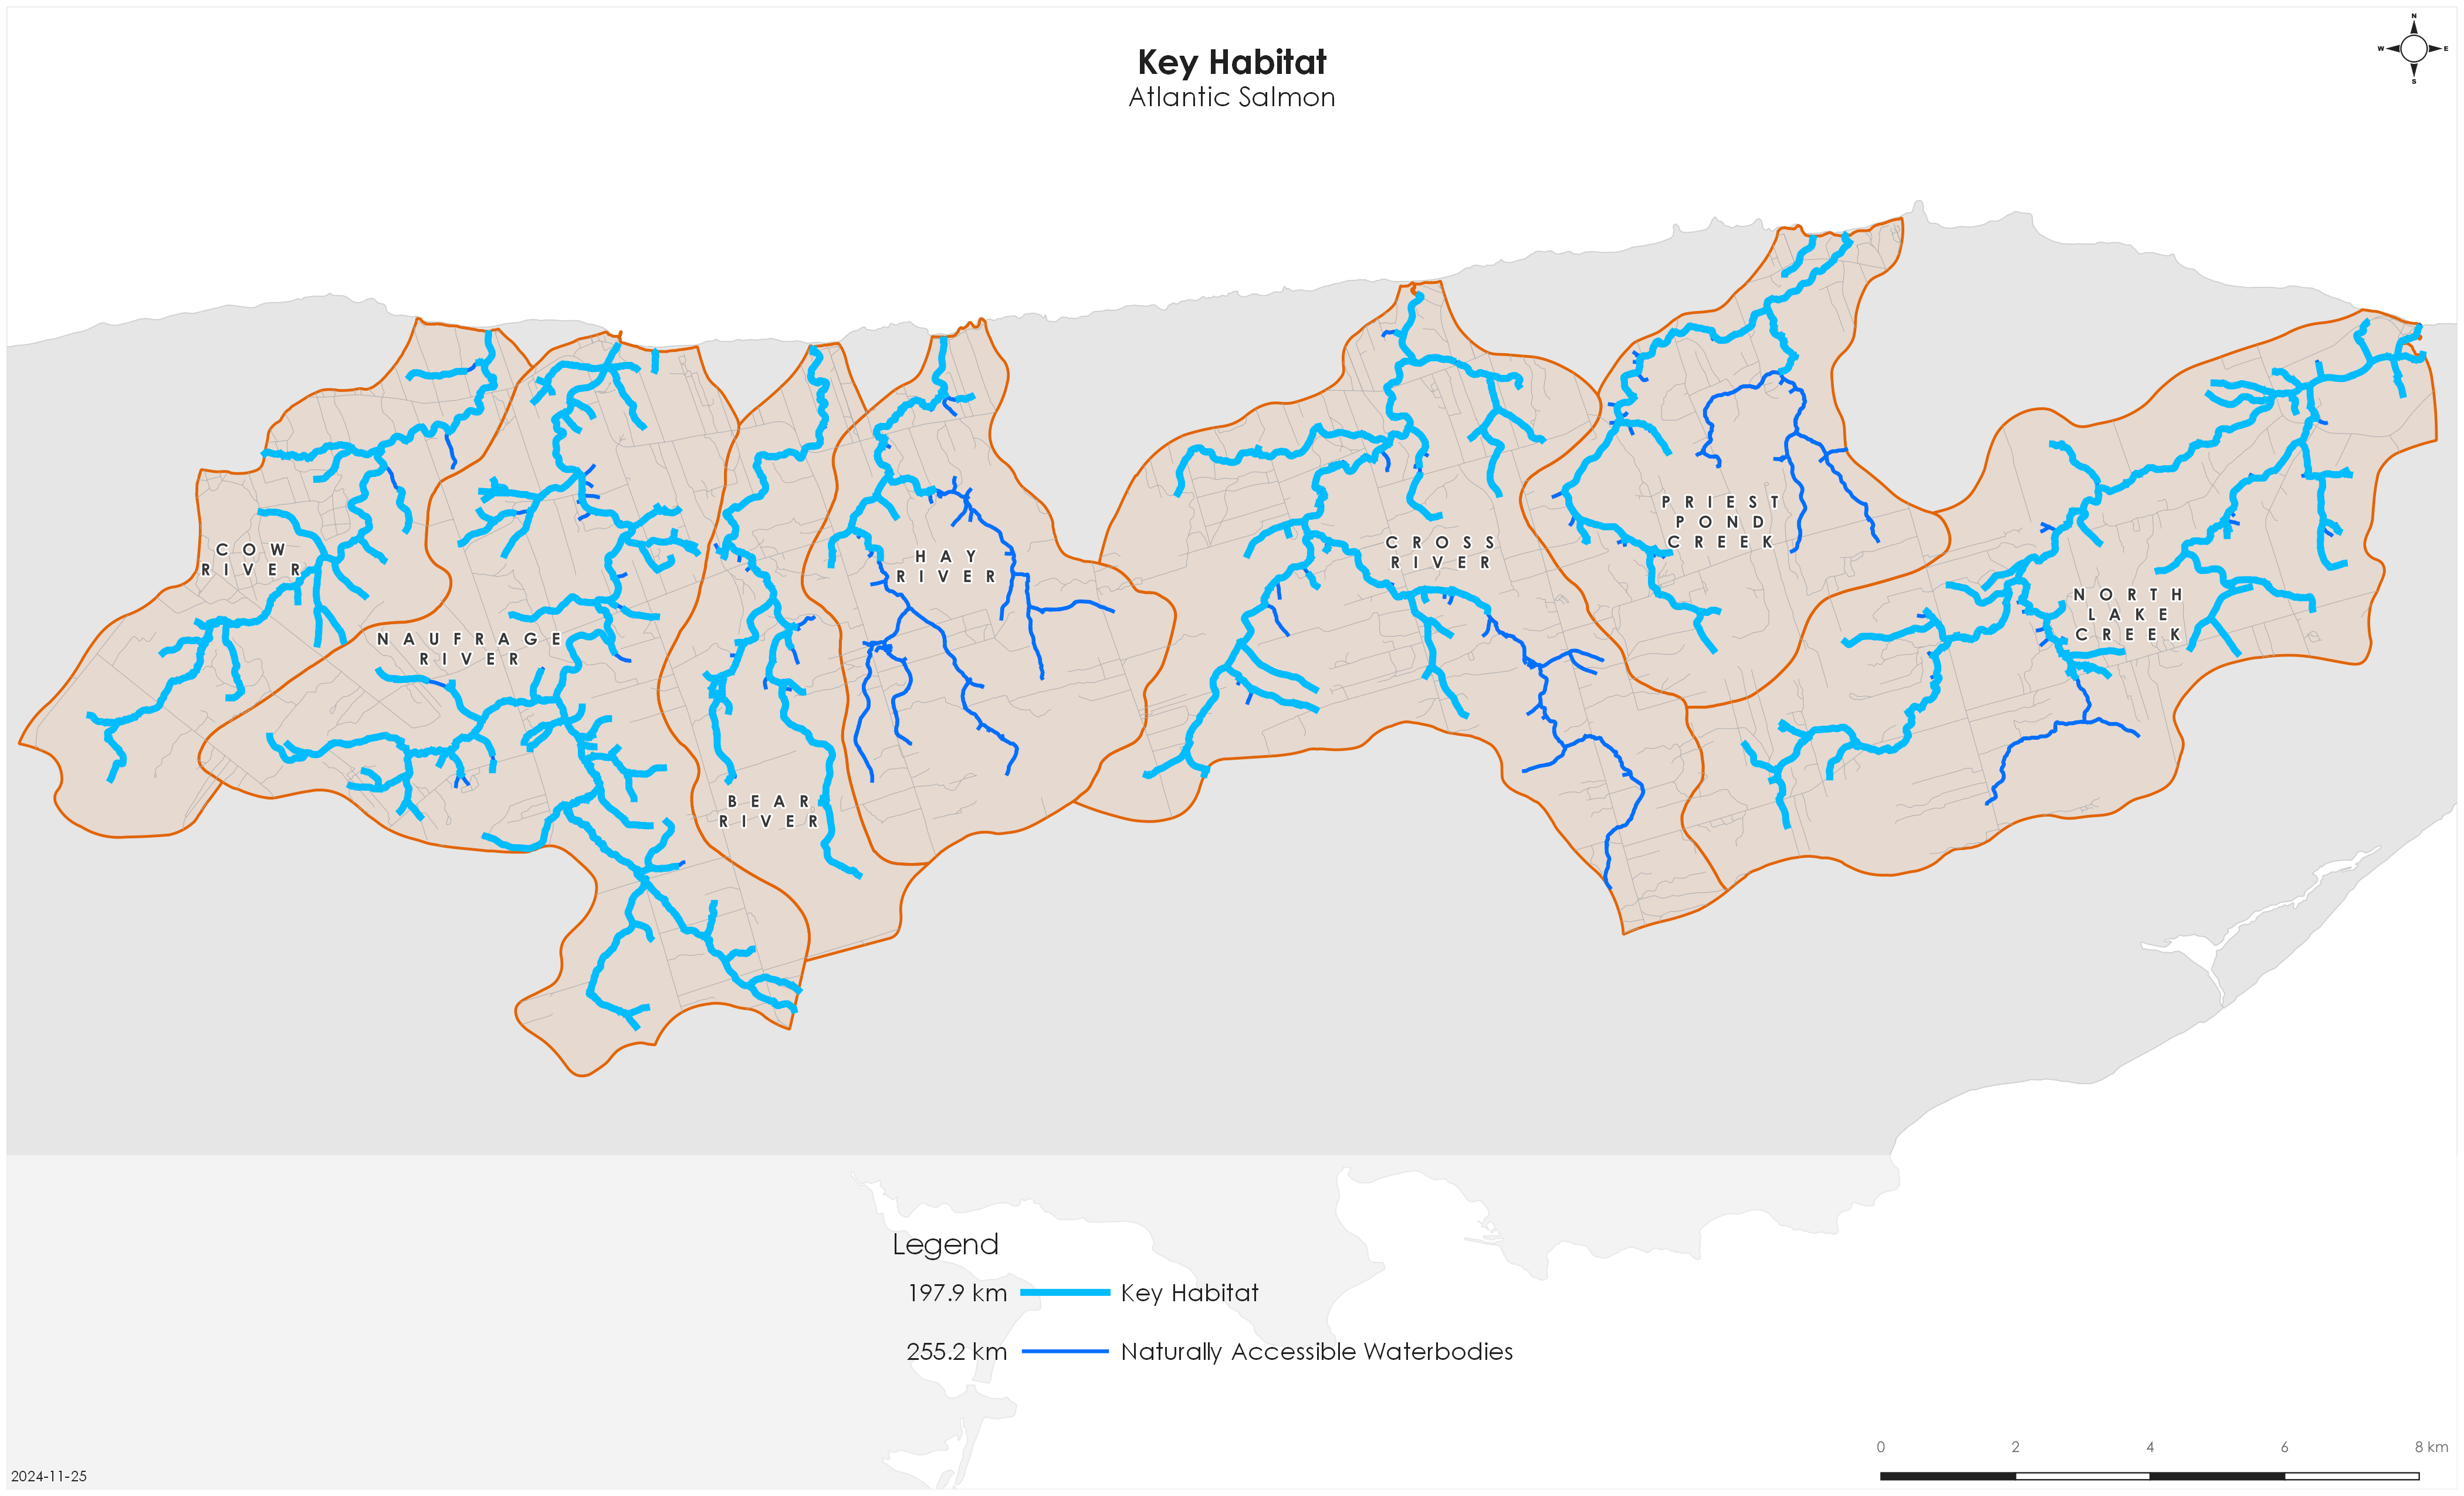 N
W E
S
Key Habitat
Atlantic Salmon
COW
RIVER
NAUFRAGE
RIVER
BEAR
RIVER
HAY
RIVER
CROSS
RIVER
PRIEST
POND
CREEK
NORTH
LAKE
CREEK
Legend
197.9 km Key Habitat
255.2 km Naturally Accessible Waterbodies
0 2 4 6 8 km
2024-11-25